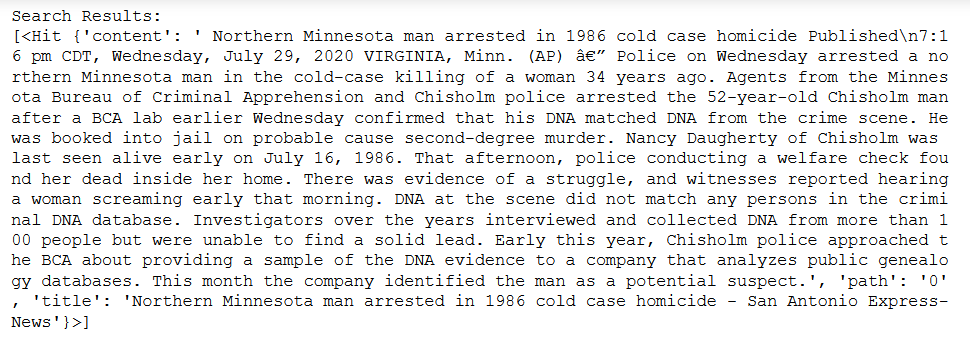 Search Results:
[<Hit {'content': ' Northern Minnesota man arrested in 1986 cold case homicide Published\n7:1
6 pm CDT, Wednesday, July 29, 2020 VIRGINIA, Minn. (AP) â€” Police on Wednesday arrested a no
rthern Minnesota man in the cold-case killing of a woman 34 years ago. Agents from the Minnes
ota Bureau of Criminal Apprehension and Chisholm police arrested the 52-year-old Chisholm man
after a BCA lab earlier Wednesday confirmed that his DNA matched DNA from the crime scene. He
was booked into jail on probable cause second-degree murder. Nancy Daugherty of Chisholm was
last seen alive early on July 16, 1986. That afternoon, police conducting a welfare check fou
nd her dead inside her home. There was evidence of a struggle, and witnesses reported hearing
a woman screaming early that morning. DNA at the scene did not match any persons in the crimi
nal DNA database. Investigators over the years interviewed and collected DNA from more than 1
00 people but were unable to find a solid lead. Early this year, Chisholm police approached t
he BCA about providing a sample of the DNA evidence to a company that analyzes public genealo
gy databases. This month the company identified the man as a potential suspect.', 'path': '0'
, 'title': 'Northern Minnesota man arrested in 1986 cold case homicide - San Antonio Express-
News'}>]